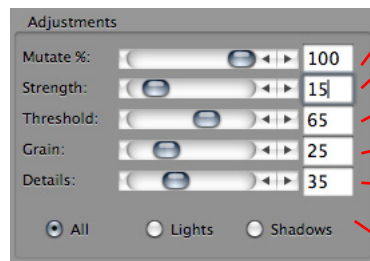 Adjustments
Mutate %: 100
Strength: 15
Threshold: 65
Grain: 25
Details: 35
All Lights Shadows